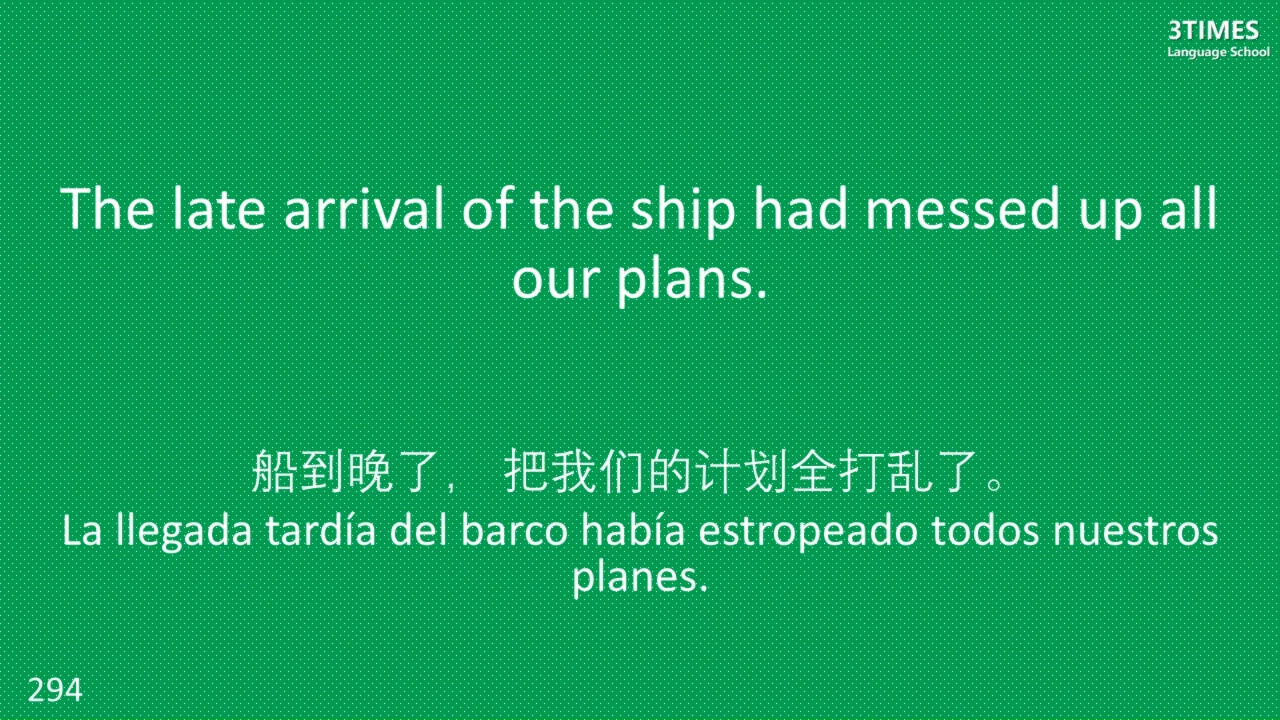 3TIMES
Language School
The late arrival of the ship had messed up all
our plans.
船到晚了, 把我们的计划全打乱了。
La llegada tardía del barco había estropeado todos nuestros
planes.
294